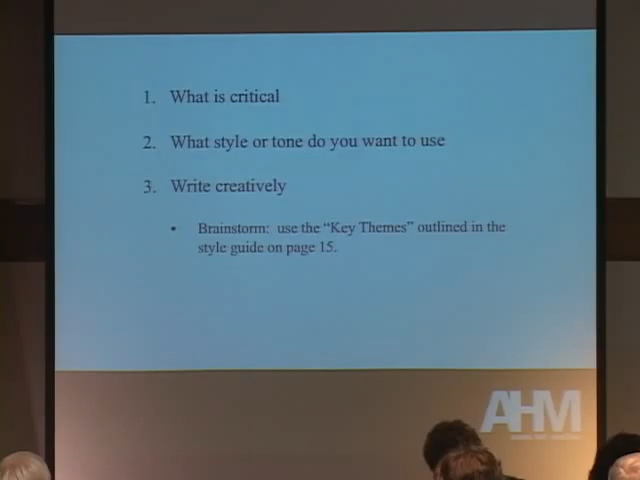 1. What is critical
2. What style or tone do you want to use
3. Write creatively
• Brainstorm: use the “Key Themes” outlined in the
style guide on page 15.
AHM